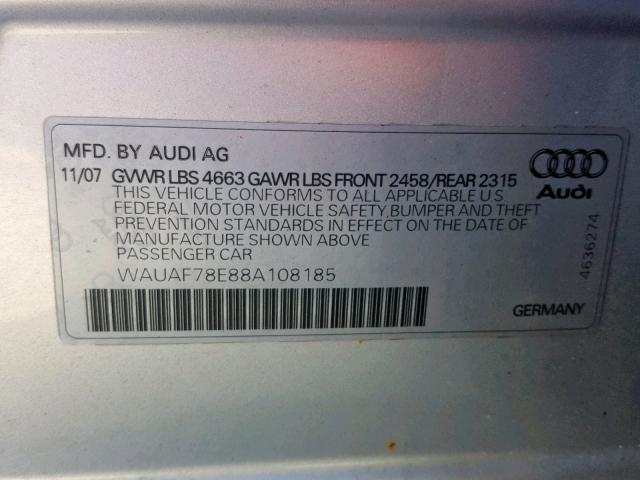 MFD. BY AUDI AG
11/07 GVWR LBS 4663 GAWR LBS FRONT 2458/REAR 2315
THIS VEHICLE CONFORMS TO ALL APPLICABLE U S
FEDERAL MOTOR VEHICLE SAFETY,BUMPER AND THEFT
PREVENTION STANDARDS IN EFFECT ON THE DATE OF
MANUFACTURE SHOWN ABOVE
PASSENGER CAR
WAUAF78E88A108185
Audi
4636274
GERMANY